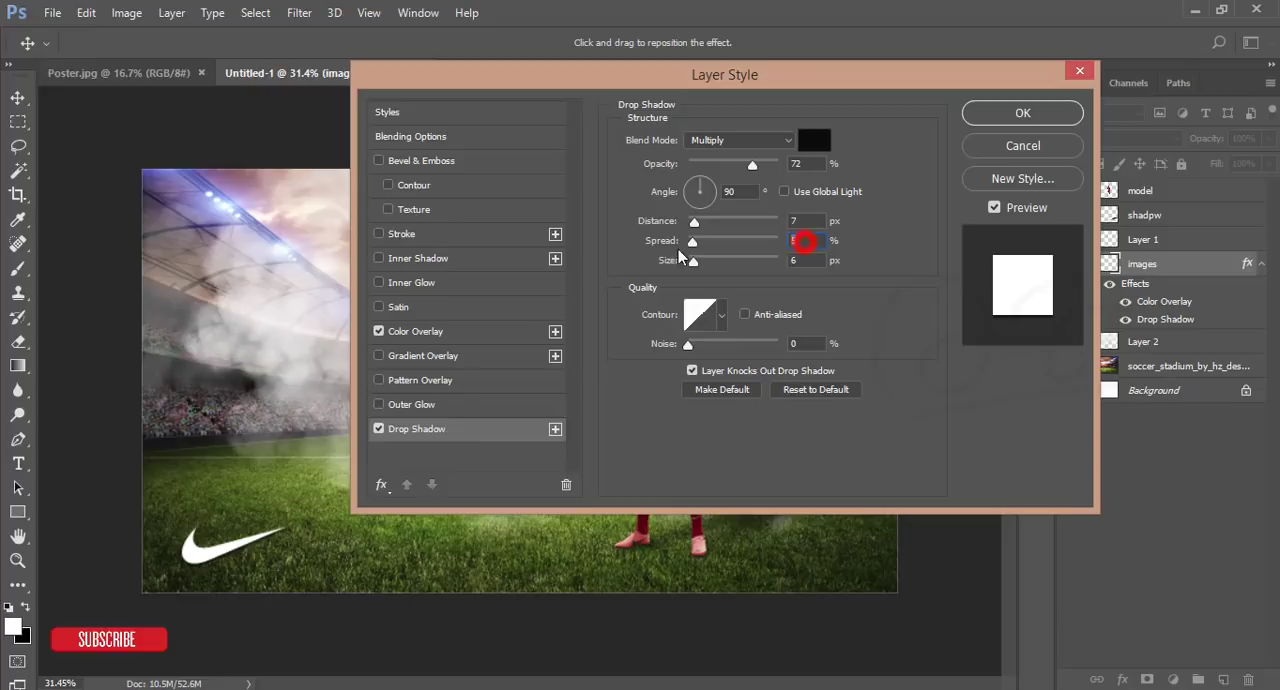 Ps File Edit Image Layer Type Select Filter 3D View Window Help
Click and drag to reposition the effect.
Poster.jpg @ 16.7% (RGB/8#) × Untitled-1 @ 31.4% (imag
Layer Style
Channels Paths
Styles
Blending Options
Bevel & Emboss
Contour
Texture
Stroke
Inner Shadow
Inner Glow
Satin
Color Overlay
Gradient Overlay
Pattern Overlay
Outer Glow
Drop Shadow
fx
Drop Shadow
Structure
Blend Mode: Multiply
Opacity: 72 %
Angle: 90 ° Use Global Light
Distance: 7 px
Spread: %
Size: 6 px
Quality
Contour: Anti-aliased
Noise: 0 %
Layer Knocks Out Drop Shadow
Make Default Reset to Default
OK
Cancel
New Style...
Preview
Opacity: 100%
Fill: 100%
model
shadpw
Layer 1
images fx
Effects
Color Overlay
Drop Shadow
Layer 2
soccer_stadium_by_hz_des...
Background
SUBSCRIBE
31.45% Doc: 10.5M/52.6M
fx